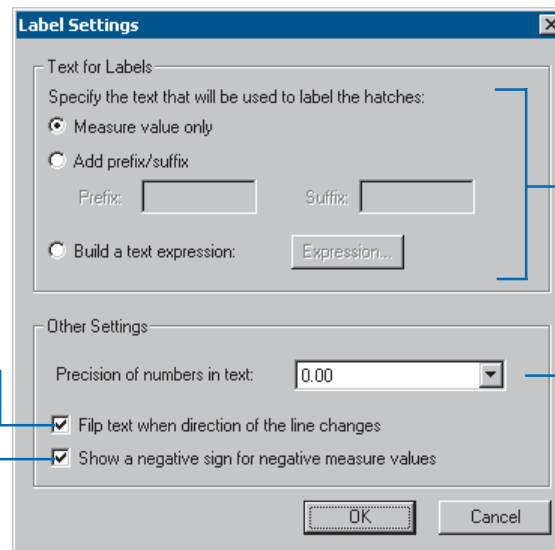 Label Settings
Text for Labels
Specify the text that will be used to label the hatches:
Measure value only
Add prefix/suffix
Prefix: Suffix:
Build a text expression: Expression...
Other Settings
Precision of numbers in text: 0.00
Filp text when direction of the line changes
Show a negative sign for negative measure values
OK Cancel